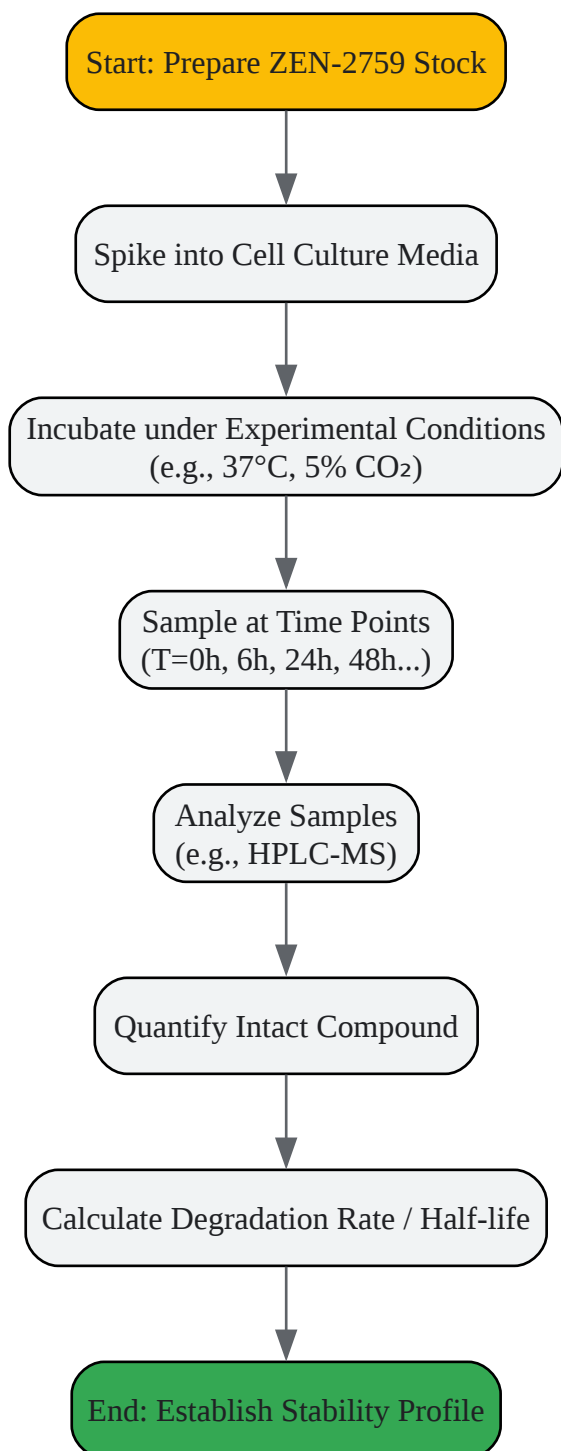 Start: Prepare ZEN-2759 Stock
Spike into Cell Culture Media
Incubate under Experimental Conditions
(e.g., 37°C, 5% CO₂)
Sample at Time Points
(T=0h, 6h, 24h, 48h...)
Analyze Samples
(e.g., HPLC-MS)
Quantify Intact Compound
Calculate Degradation Rate / Half-life
End: Establish Stability Profile